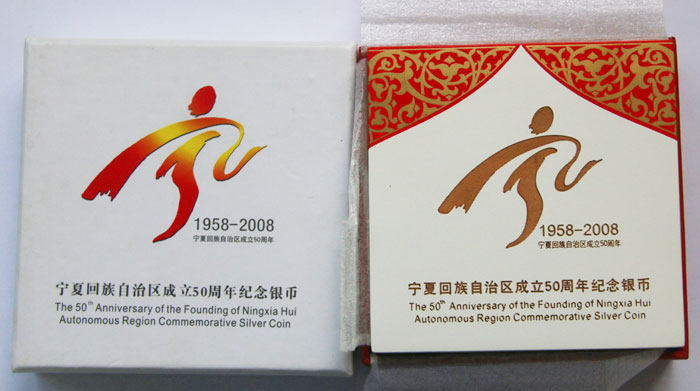 1958-2008
宁夏回族自治区成立50周年
宁夏回族自治区成立50周年纪念银币
The 50th Anniversary of the Founding of Ningxia Hui
Autonomous Region Commemorative Silver Coin
1958-2008
宁夏回族自治区成立50周年
宁夏回族自治区成立50周年纪念银币
The 50th Anniversary of the Founding of Ningxia Hui
Autonomous Region Commemorative Silver Coin